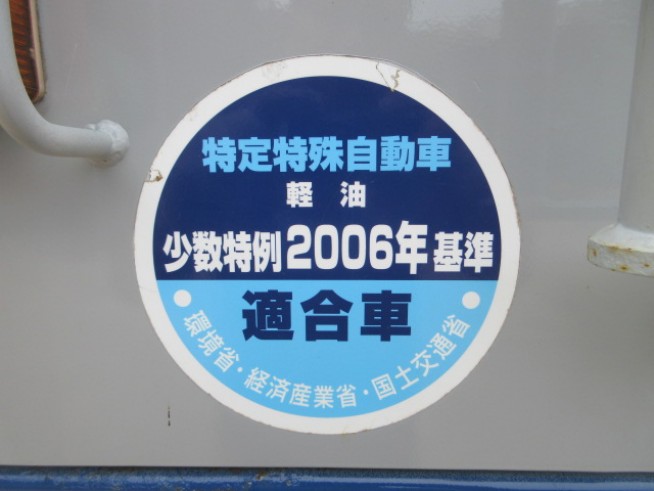 特定特殊自動車
軽油
少数特例2006年基準
適合車
環境省・経済産業省・国土交通省